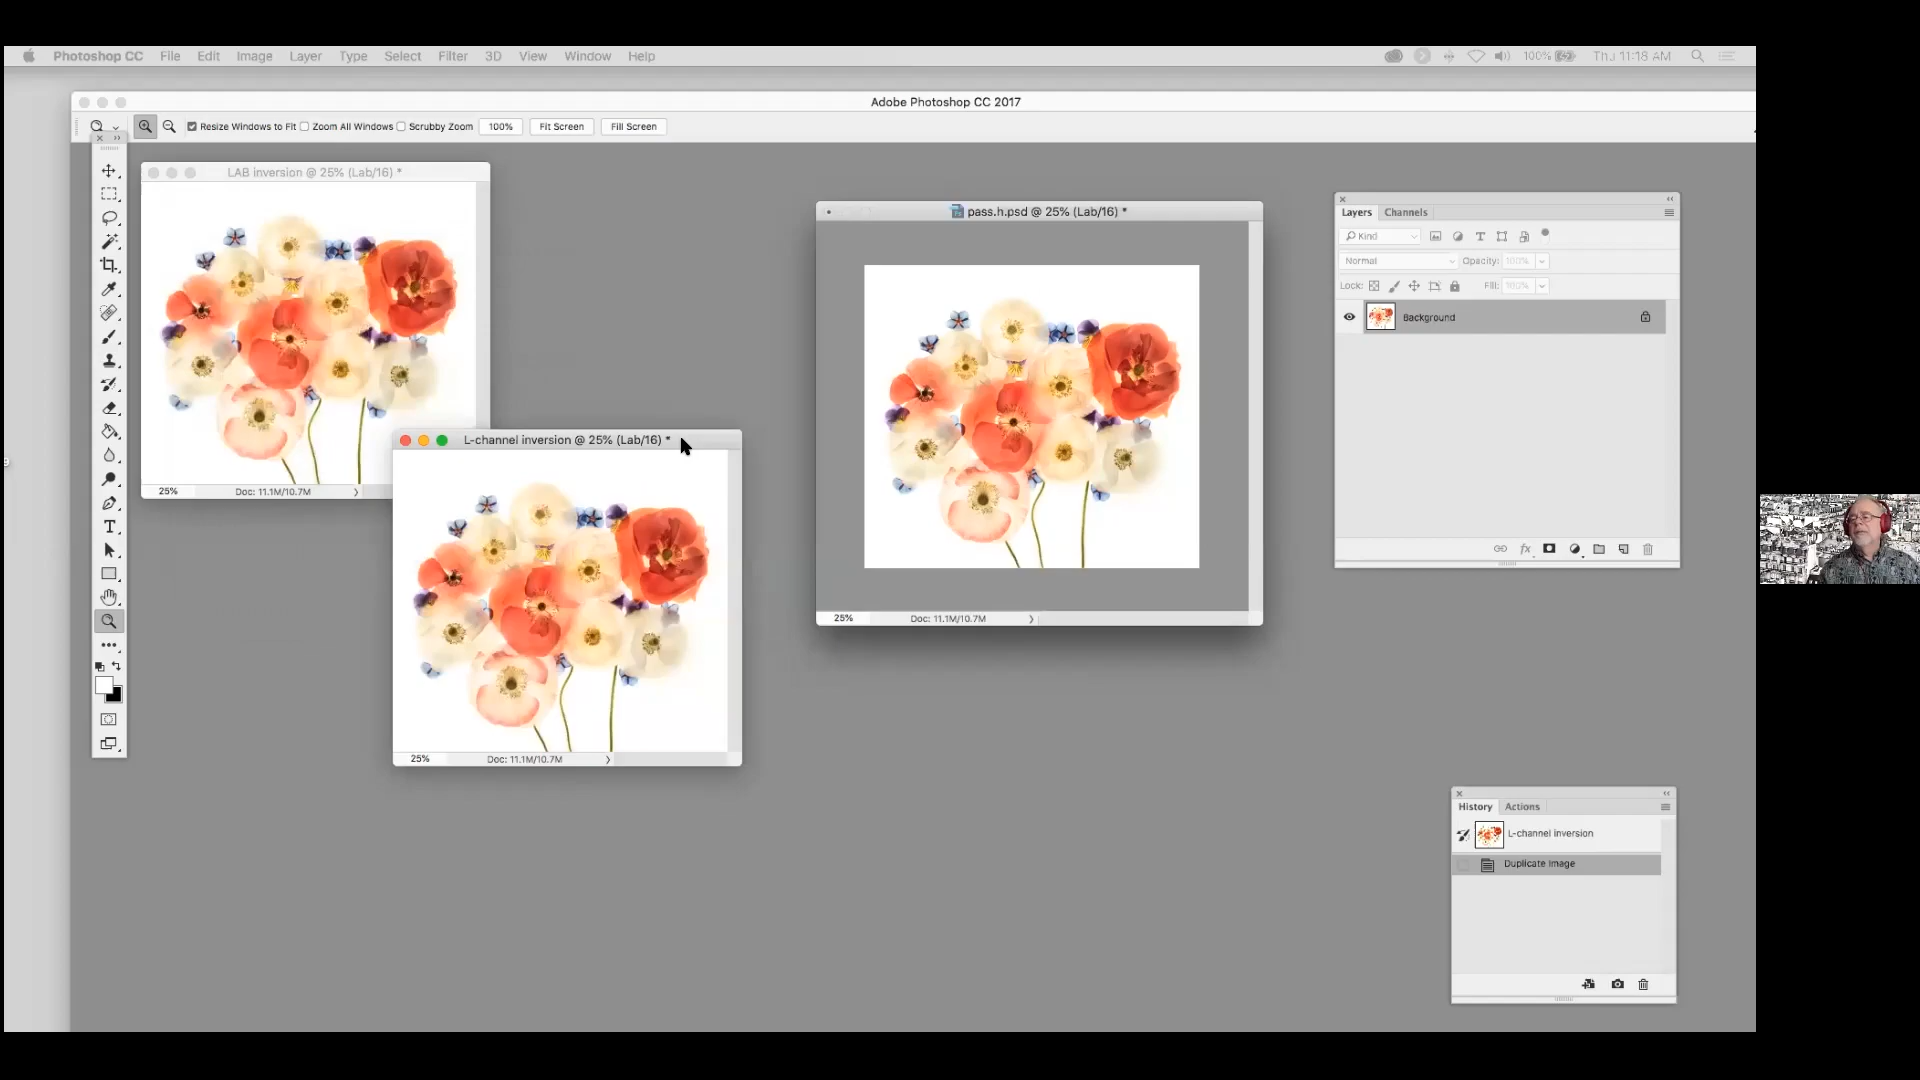 Photoshop CC File Edit Image Layer Type Select Filter 3D View Window Help 100% Thu 11:18 AM
Adobe Photoshop CC 2017
Resize Windows to Fit Zoom All Windows Scrubby Zoom 100% Fit Screen Fill Screen
LAB inversion @ 25% (Lab/16) *
25% Doc: 11.1M/10.7M
L-channel inversion @ 25% (Lab/16) *
25% Doc: 11.1M/10.7M
pass.h.psd @ 25% (Lab/16) *
25% Doc: 11.1M/10.7M
Layers Channels
Kind
Normal Opacity: 100%
Lock: Fill: 100%
Background
fx
History Actions
L-channel inversion
Duplicate Image